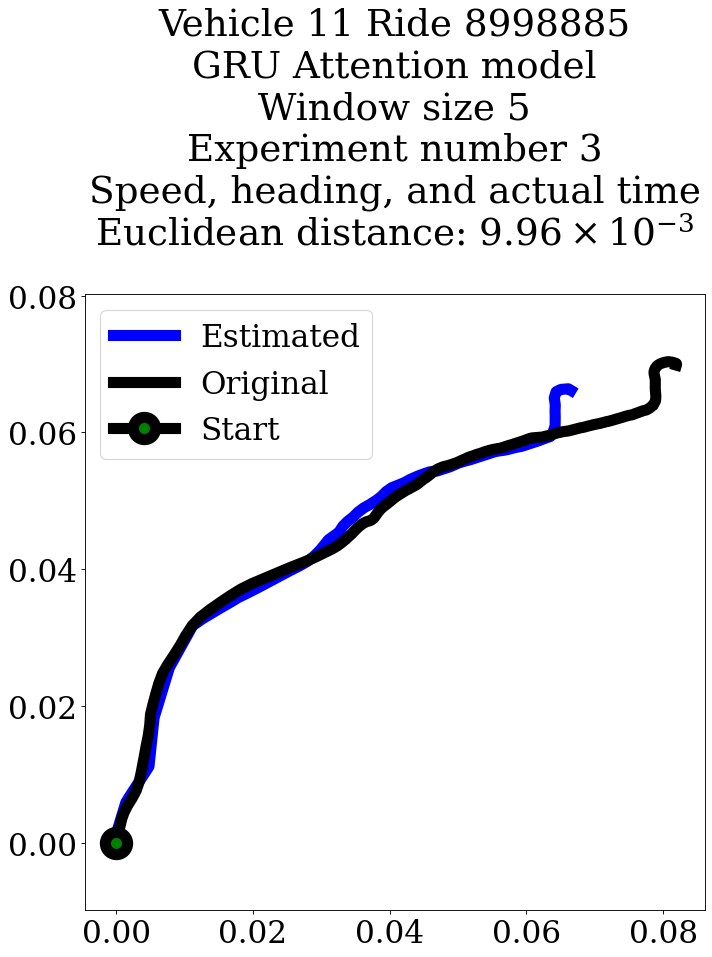 Vehicle 11 Ride 8998885
GRU Attention model
Window size 5
Experiment number 3
Speed, heading, and actual time
Euclidean distance: 9.96 × 10⁻³
0.08
0.06
0.04
0.02
0.00
Estimated
Original
Start
0.00 0.02 0.04 0.06 0.08